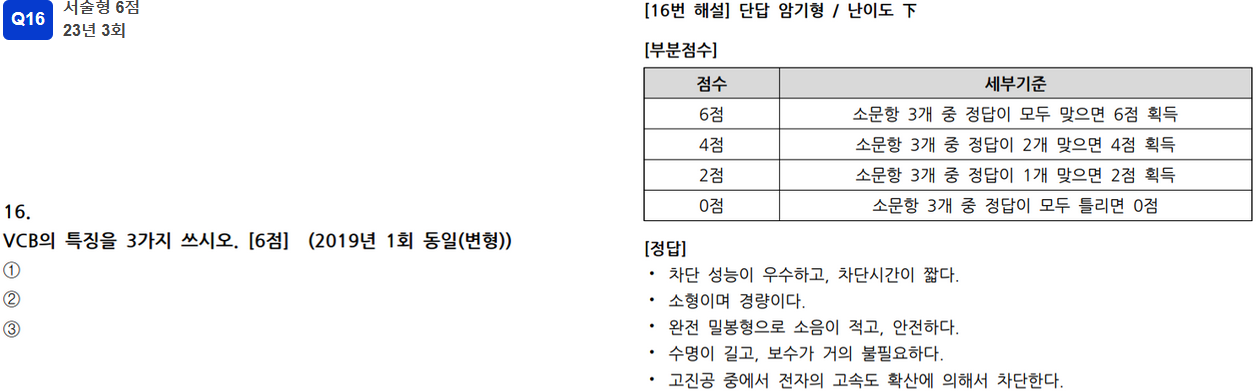 Q16
서술형 6점
23년 3회
16.
VCB의 특징을 3가지 쓰시오. [6점] (2019년 1회 동일(변형))
①
②
③
[16번 해설] 단답 암기형 / 난이도 下
[부분점수]
점수 세부기준
6점 소문항 3개 중 정답이 모두 맞으면 6점 획득
4점 소문항 3개 중 정답이 2개 맞으면 4점 획득
2점 소문항 3개 중 정답이 1개 맞으면 2점 획득
0점 소문항 3개 중 정답이 모두 틀리면 0점
[정답]
• 차단 성능이 우수하고, 차단시간이 짧다.
• 소형이며 경량이다.
• 완전 밀봉형으로 소음이 적고, 안전하다.
• 수명이 길고, 보수가 거의 불필요하다.
• 고진공 중에서 전자의 고속도 확산에 의해서 차단한다.